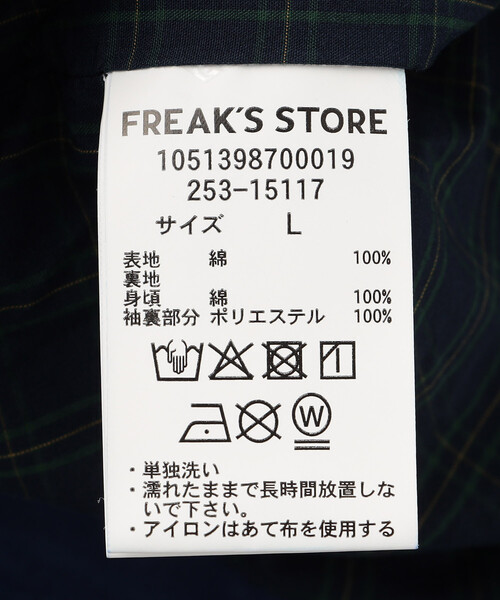 FREAK'S STORE
1051398700019
253-15117
サイズ L
表地 綿 100%
裏地
身頃 綿 100%
袖裏部分 ポリエステル 100%
W
・単独洗い
・濡れたままで長時間放置しな
いで下さい。
・アイロンはあて布を使用する